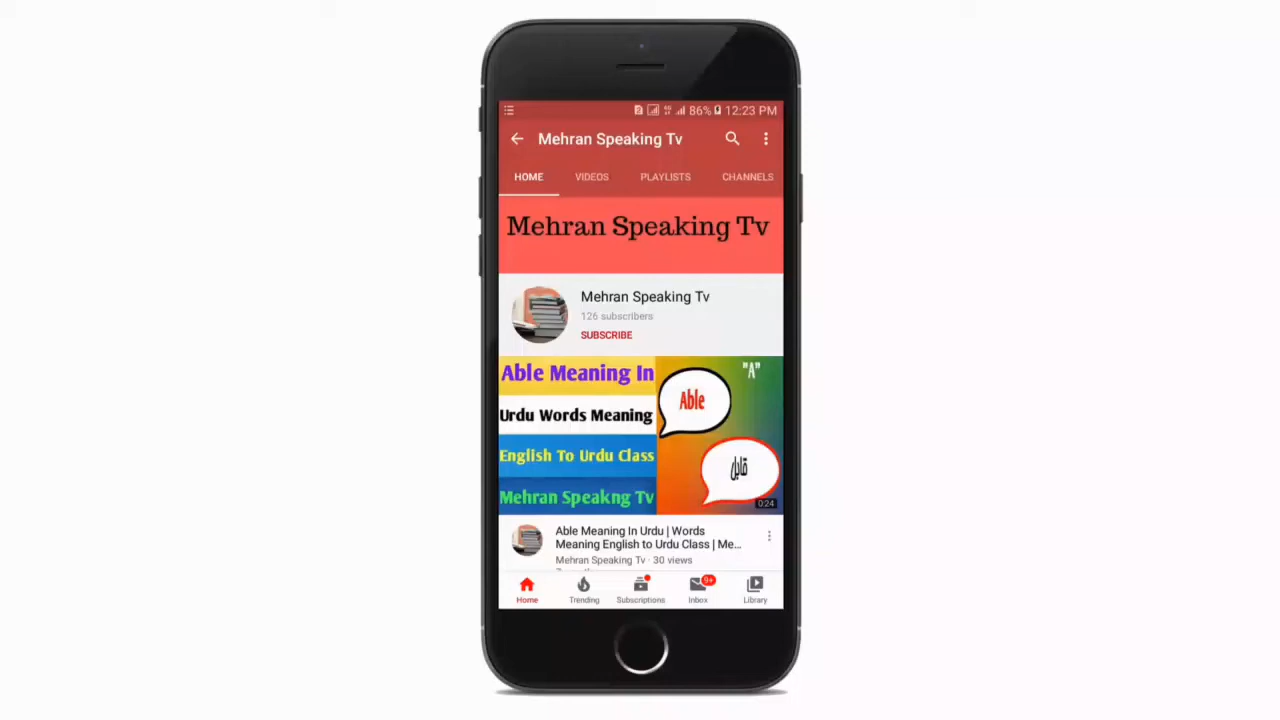 86% 12:23 PM
Mehran Speaking Tv
HOME VIDEOS PLAYLISTS CHANNELS
Mehran Speaking Tv
Mehran Speaking Tv
126 subscribers
SUBSCRIBE
Able Meaning In
Urdu Words Meaning
English To Urdu Class
Mehran Speakng Tv
"A"
Able
قابل
0:24
Able Meaning In Urdu | Words
Meaning English to Urdu Class | Me...
Mehran Speaking Tv · 30 views
9+
Home Trending Subscriptions Inbox Library